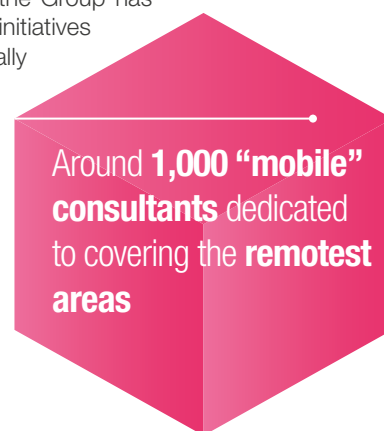 the Group has
initiatives
ally
Around 1,000 “mobile”
consultants dedicated
to covering the remotest
areas